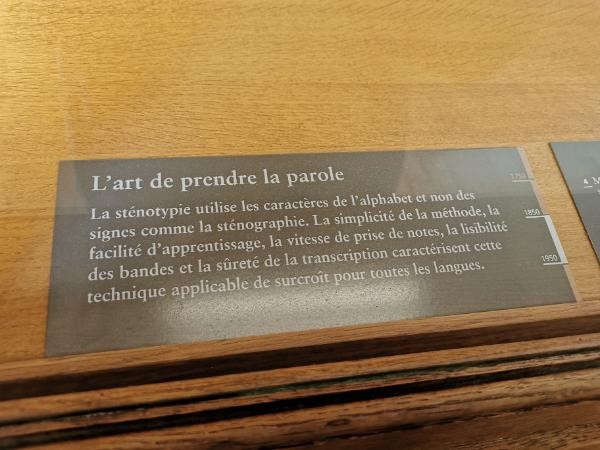 L'art de prendre la parole
La sténotypie utilise les caractères de l'alphabet et non des
signes comme la sténographie. La simplicité de la méthode, la
facilité d'apprentissage, la vitesse de prise de notes, la lisibilité
des bandes et la sûreté de la transcription caractérisent cette
technique applicable de surcroît pour toutes les langues.
1750
1850
1950
4 M